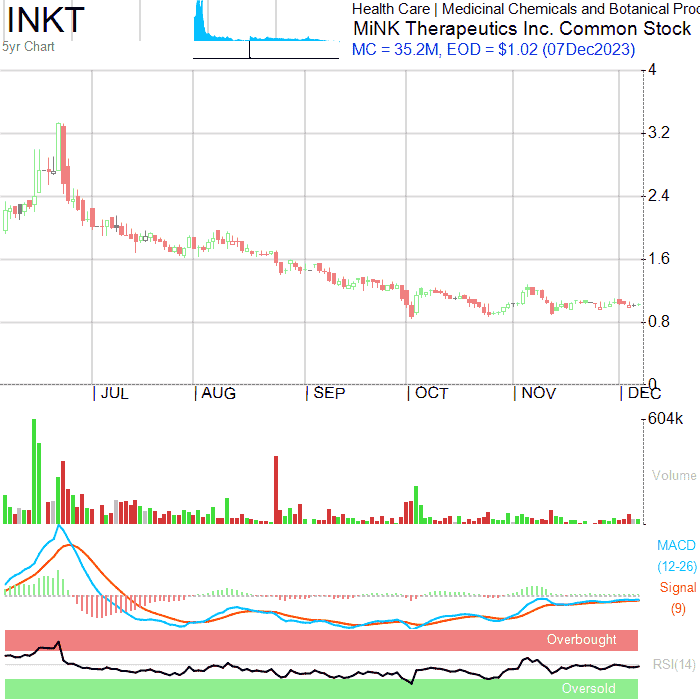 INKT
5yr Chart
Health Care | Medicinal Chemicals and Botanical Proc
MiNK Therapeutics Inc. Common Stock
MC = 35.2M, EOD = $1.02 (07Dec2023)
4
3.2
2.4
1.6
0.8
0
JUL AUG SEP OCT NOV DEC
604k
Volume
MACD
(12-26)
Signal
(9)
Overbought
RSI(14)
Oversold